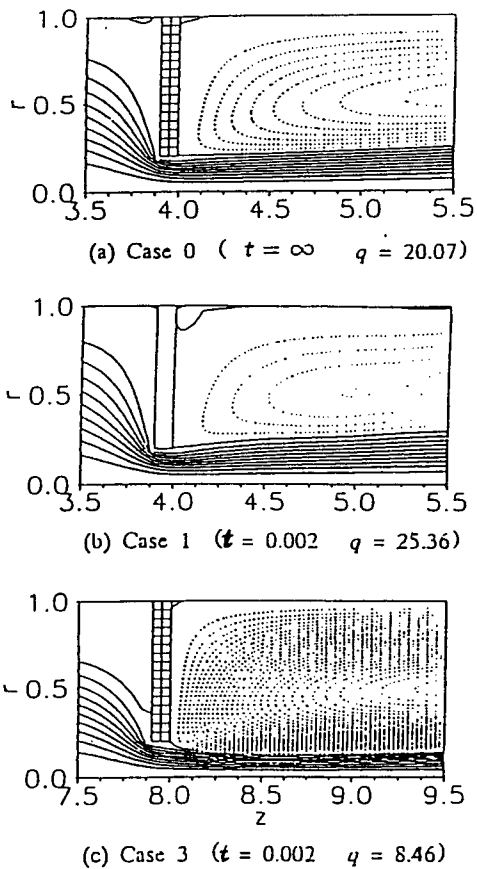 1.0
r 0.5
0.0
3.5 4.0 4.5 5.0 5.5
(a) Case 0 ( t = ∞ q = 20.07)
1.0
r 0.5
0.0
3.5 4.0 4.5 5.0 5.5
(b) Case 1 (t = 0.002 q = 25.36)
1.0
r 0.5
0.0
7.5 8.0 8.5 9.0 9.5
z
(c) Case 3 (t = 0.002 q = 8.46)